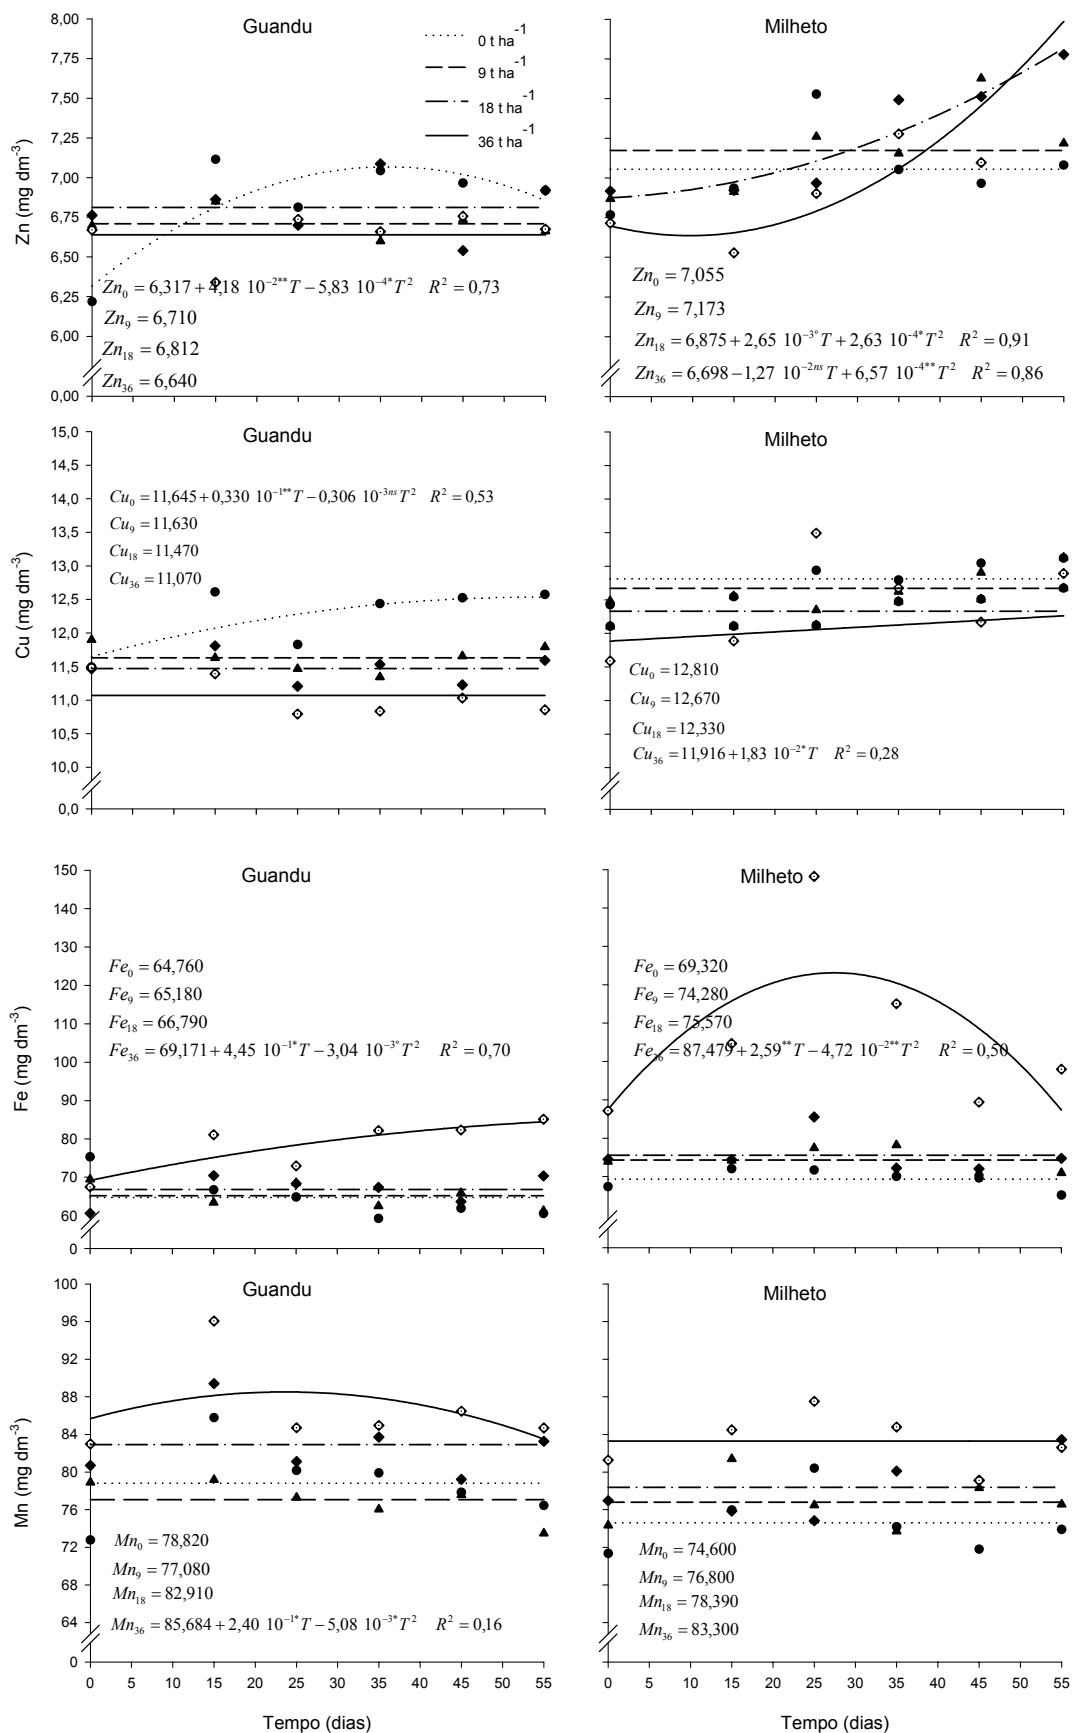 Guandu
0 t ha⁻¹
9 t ha⁻¹
18 t ha⁻¹
36 t ha⁻¹
Zn (mg dm⁻³)
8,00
7,75
7,50
7,25
7,00
6,75
6,50
6,25
6,00
0,00
Zn₀ = 6,317 + 4,18 10⁻²**T − 5,83 10⁻⁴*T² R² = 0,73
Zn₉ = 6,710
Zn₁₈ = 6,812
Zn₃₆ = 6,640
Milheto
Zn₀ = 7,055
Zn₉ = 7,173
Zn₁₈ = 6,875 + 2,65 10⁻³°T + 2,63 10⁻⁴*T² R² = 0,91
Zn₃₆ = 6,698 − 1,27 10⁻²ⁿˢT + 6,57 10⁻⁴**T² R² = 0,86
Guandu
Cu (mg dm⁻³)
15,0
14,5
14,0
13,5
13,0
12,5
12,0
11,5
11,0
10,5
10,0
0,0
Cu₀ = 11,645 + 0,330 10⁻¹**T − 0,306 10⁻³ⁿˢT² R² = 0,53
Cu₉ = 11,630
Cu₁₈ = 11,470
Cu₃₆ = 11,070
Milheto
Cu₀ = 12,810
Cu₉ = 12,670
Cu₁₈ = 12,330
Cu₃₆ = 11,916 + 1,83 10⁻²*T R² = 0,28
Guandu
Fe (mg dm⁻³)
150
140
130
120
110
100
90
80
70
60
0
Fe₀ = 64,760
Fe₉ = 65,180
Fe₁₈ = 66,790
Fe₃₆ = 69,171 + 4,45 10⁻¹*T − 3,04 10⁻³°T² R² = 0,70
Milheto
Fe₀ = 69,320
Fe₉ = 74,280
Fe₁₈ = 75,570
Fe₃₆ = 87,479 + 2,59**T − 4,72 10⁻²**T² R² = 0,50
Guandu
Mn (mg dm⁻³)
100
96
92
88
84
80
76
72
68
64
0
Mn₀ = 78,820
Mn₉ = 77,080
Mn₁₈ = 82,910
Mn₃₆ = 85,684 + 2,40 10⁻¹*T − 5,08 10⁻³*T² R² = 0,16
0 5 10 15 20 25 30 35 40 45 50 55
Tempo (dias)
Milheto
Mn₀ = 74,600
Mn₉ = 76,800
Mn₁₈ = 78,390
Mn₃₆ = 83,300
0 5 10 15 20 25 30 35 40 45 50 55
Tempo (dias)